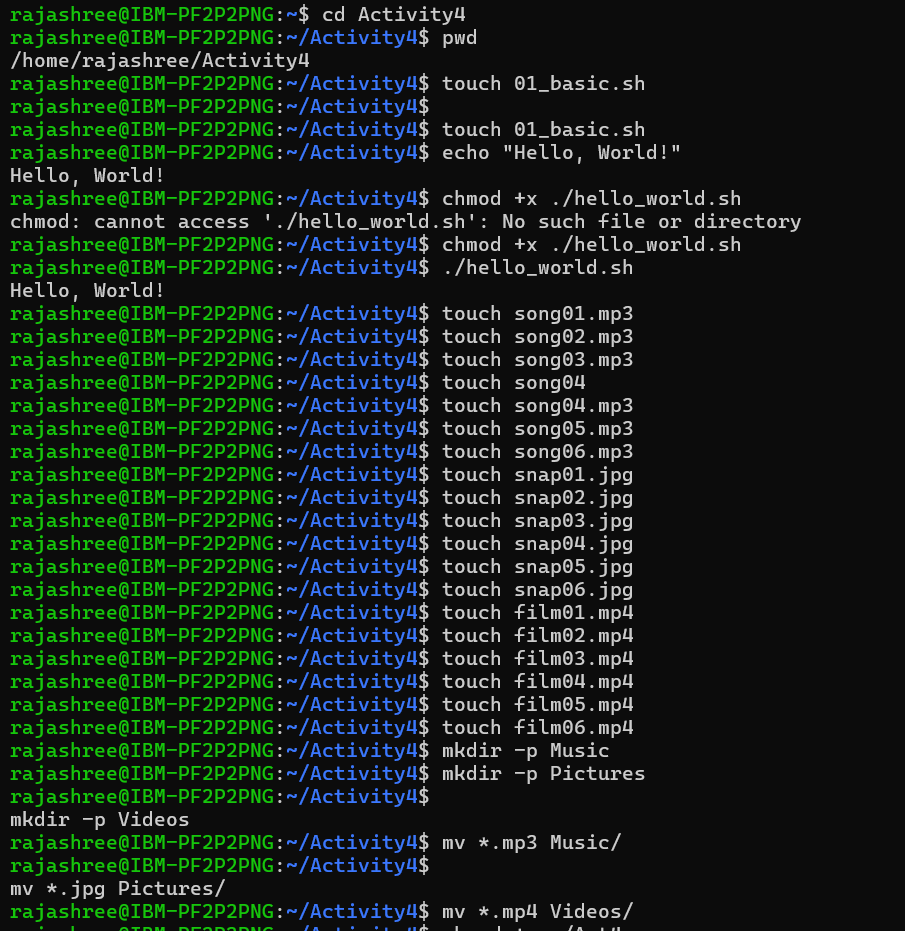 rajashree@IBM-PF2P2PNG:~$ cd Activity4
rajashree@IBM-PF2P2PNG:~/Activity4$ pwd
/home/rajashree/Activity4
rajashree@IBM-PF2P2PNG:~/Activity4$ touch 01_basic.sh
rajashree@IBM-PF2P2PNG:~/Activity4$
rajashree@IBM-PF2P2PNG:~/Activity4$ touch 01_basic.sh
rajashree@IBM-PF2P2PNG:~/Activity4$ echo "Hello, World!"
Hello, World!
rajashree@IBM-PF2P2PNG:~/Activity4$ chmod +x ./hello_world.sh
chmod: cannot access './hello_world.sh': No such file or directory
rajashree@IBM-PF2P2PNG:~/Activity4$ chmod +x ./hello_world.sh
rajashree@IBM-PF2P2PNG:~/Activity4$ ./hello_world.sh
Hello, World!
rajashree@IBM-PF2P2PNG:~/Activity4$ touch song01.mp3
rajashree@IBM-PF2P2PNG:~/Activity4$ touch song02.mp3
rajashree@IBM-PF2P2PNG:~/Activity4$ touch song03.mp3
rajashree@IBM-PF2P2PNG:~/Activity4$ touch song04
rajashree@IBM-PF2P2PNG:~/Activity4$ touch song04.mp3
rajashree@IBM-PF2P2PNG:~/Activity4$ touch song05.mp3
rajashree@IBM-PF2P2PNG:~/Activity4$ touch song06.mp3
rajashree@IBM-PF2P2PNG:~/Activity4$ touch snap01.jpg
rajashree@IBM-PF2P2PNG:~/Activity4$ touch snap02.jpg
rajashree@IBM-PF2P2PNG:~/Activity4$ touch snap03.jpg
rajashree@IBM-PF2P2PNG:~/Activity4$ touch snap04.jpg
rajashree@IBM-PF2P2PNG:~/Activity4$ touch snap05.jpg
rajashree@IBM-PF2P2PNG:~/Activity4$ touch snap06.jpg
rajashree@IBM-PF2P2PNG:~/Activity4$ touch film01.mp4
rajashree@IBM-PF2P2PNG:~/Activity4$ touch film02.mp4
rajashree@IBM-PF2P2PNG:~/Activity4$ touch film03.mp4
rajashree@IBM-PF2P2PNG:~/Activity4$ touch film04.mp4
rajashree@IBM-PF2P2PNG:~/Activity4$ touch film05.mp4
rajashree@IBM-PF2P2PNG:~/Activity4$ touch film06.mp4
rajashree@IBM-PF2P2PNG:~/Activity4$ mkdir -p Music
rajashree@IBM-PF2P2PNG:~/Activity4$ mkdir -p Pictures
rajashree@IBM-PF2P2PNG:~/Activity4$
mkdir -p Videos
rajashree@IBM-PF2P2PNG:~/Activity4$ mv *.mp3 Music/
rajashree@IBM-PF2P2PNG:~/Activity4$
mv *.jpg Pictures/
rajashree@IBM-PF2P2PNG:~/Activity4$ mv *.mp4 Videos/